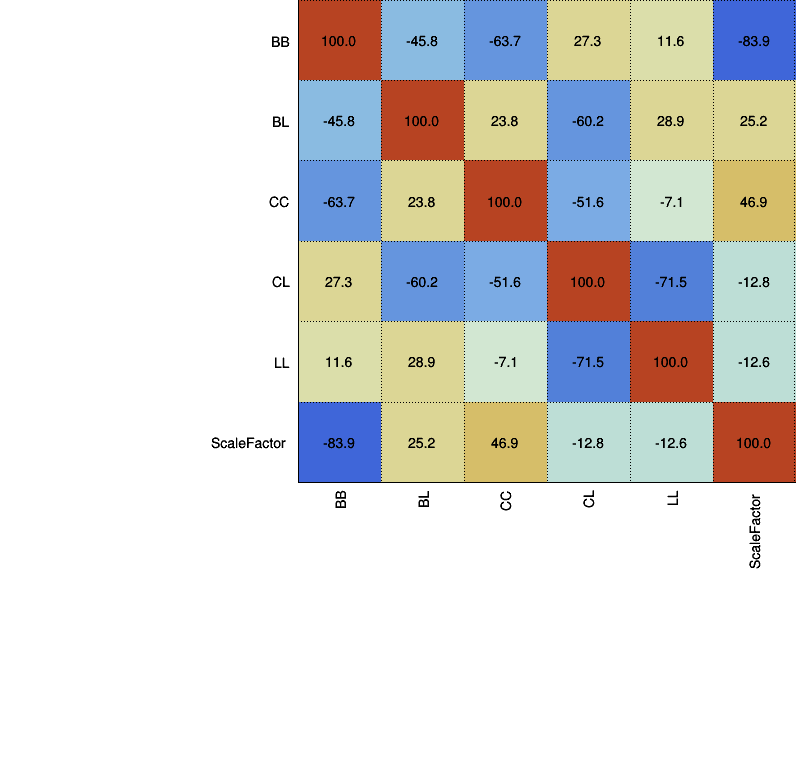 BB 100.0 -45.8 -63.7 27.3 11.6 -83.9
BL -45.8 100.0 23.8 -60.2 28.9 25.2
CC -63.7 23.8 100.0 -51.6 -7.1 46.9
CL 27.3 -60.2 -51.6 100.0 -71.5 -12.8
LL 11.6 28.9 -7.1 -71.5 100.0 -12.6
ScaleFactor -83.9 25.2 46.9 -12.8 -12.6 100.0
BB BL CC CL LL ScaleFactor